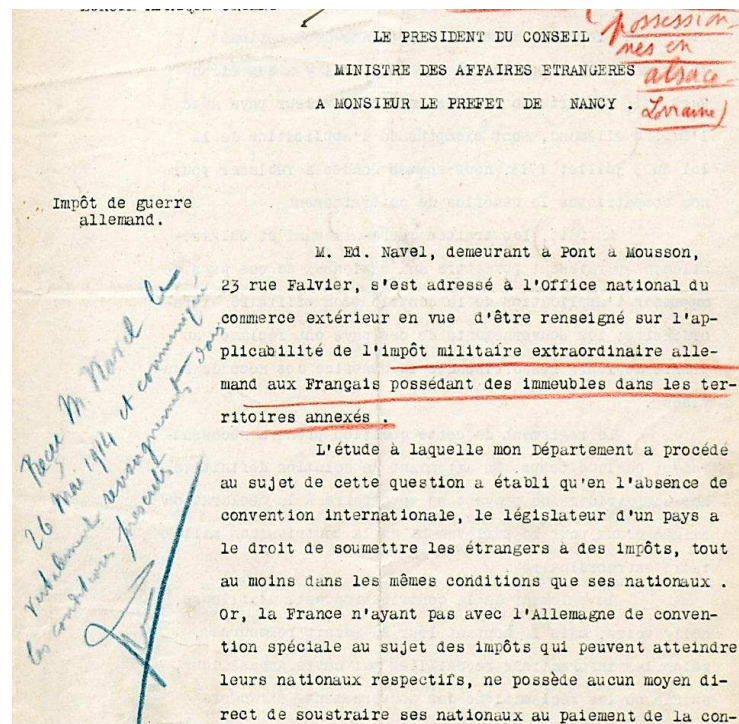 LE PRESIDENT DU CONSEIL
MINISTRE DES AFFAIRES ETRANGERES
A MONSIEUR LE PREFET DE NANCY .
possession
nés en
alsace-
Lorraine)
Impôt de guerre
allemand.
M. Ed. Navel, demeurant à Pont à Mousson,
23 rue Falvier, s'est adressé à l'Office national du
commerce extérieur en vue d'être renseigné sur l'ap-
plicabilité de l'impôt militaire extraordinaire alle-
mand aux Français possédant des immeubles dans les ter-
ritoires annexés .
L'étude à laquelle mon Département a procédé
au sujet de cette question a établi qu'en l'absence de
convention internationale, le législateur d'un pays a
le droit de soumettre les étrangers à des impôts, tout
au moins dans les mêmes conditions que ses nationaux .
Or, la France n'ayant pas avec l'Allemagne de conven-
tion spéciale au sujet des impôts qui peuvent atteindre
leurs nationaux respectifs, ne possède aucun moyen di-
rect de soustraire ses nationaux au paiement de la con-
M. Navel le
26 Mai 1914 et communiqué
verbalement renseignements dans
les conditions prescrites